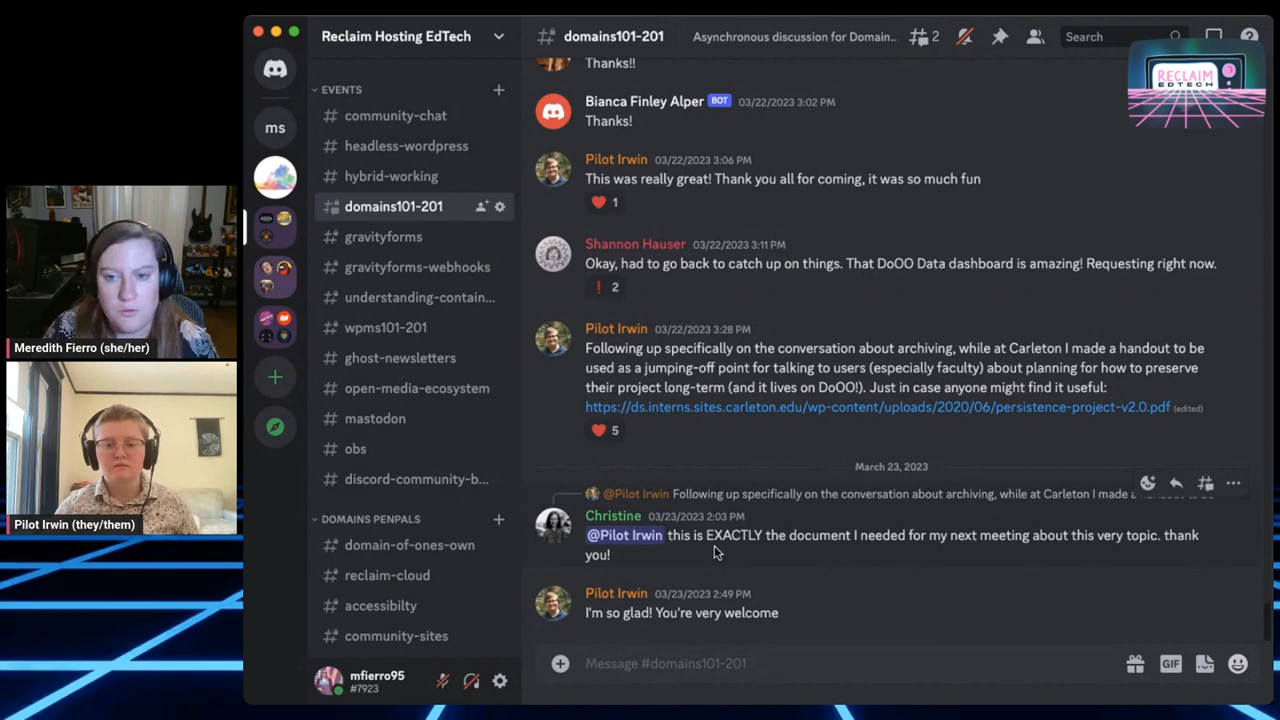 Reclaim Hosting EdTech
domains101-201
Asynchronous discussion for Domain...
2
Search
RECLAIM
EDTECH
ms
EVENTS
community-chat
headless-wordpress
hybrid-working
domains101-201
gravityforms
gravityforms-webhooks
understanding-contain...
wpms101-201
ghost-newsletters
open-media-ecosystem
mastodon
obs
discord-community-b...
DOMAINS PENPALS
domain-of-ones-own
reclaim-cloud
accessibilty
community-sites
mfierro95
#7923
Thanks!!
Bianca Finley Alper BOT 03/22/2023 3:02 PM
Thanks!
Pilot Irwin 03/22/2023 3:06 PM
This was really great! Thank you all for coming, it was so much fun
1
Shannon Hauser 03/22/2023 3:11 PM
Okay, had to go back to catch up on things. That DoOO Data dashboard is amazing! Requesting right now.
2
Pilot Irwin 03/22/2023 3:28 PM
Following up specifically on the conversation about archiving, while at Carleton I made a handout to be
used as a jumping-off point for talking to users (especially faculty) about planning for how to preserve
their project long-term (and it lives on DoOO!). Just in case anyone might find it useful:
https://ds.interns.sites.carleton.edu/wp-content/uploads/2020/06/persistence-project-v2.0.pdf (edited)
5
March 23, 2023
@Pilot Irwin Following up specifically on the conversation about archiving, while at Carleton I made
Christine 03/23/2023 2:03 PM
@Pilot Irwin this is EXACTLY the document I needed for my next meeting about this very topic. thank
you!
Pilot Irwin 03/23/2023 2:49 PM
I'm so glad! You're very welcome
Message #domains101-201
GIF
Meredith Fierro (she/her)
Pilot Irwin (they/them)